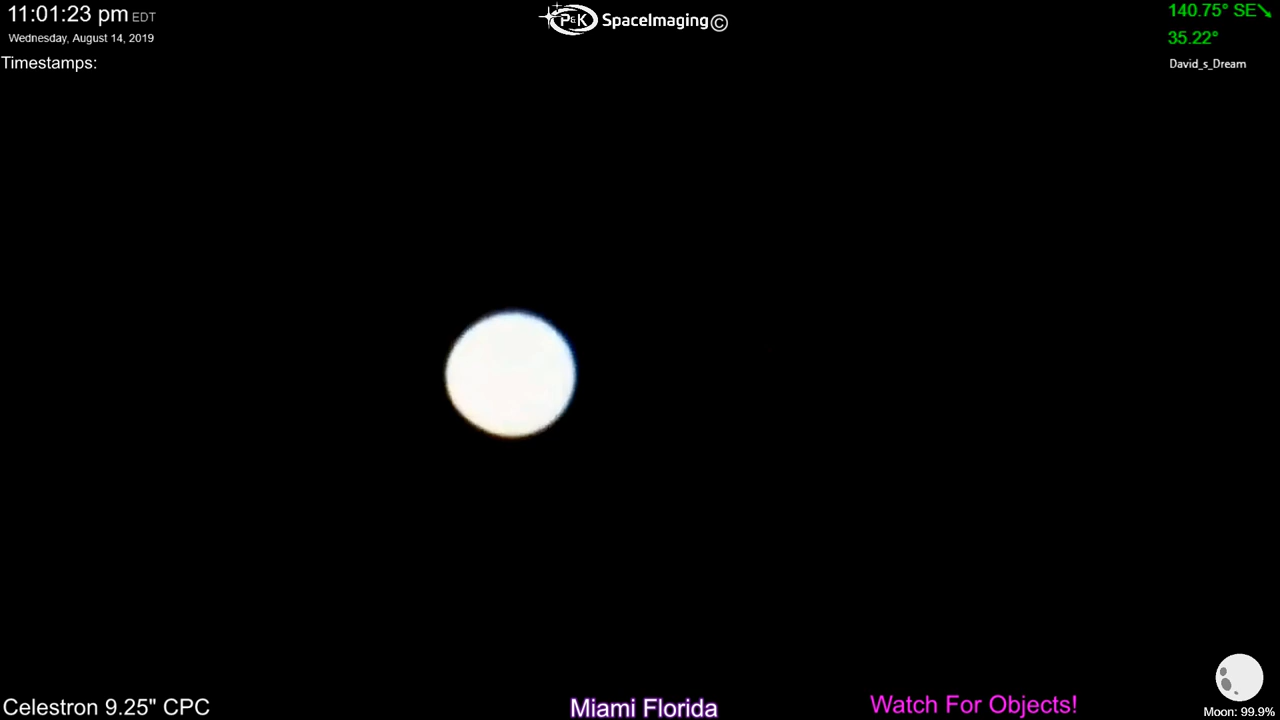 11:01:23 pm EDT
Wednesday, August 14, 2019
Timestamps:
P&K SpaceImaging©
140.75° SE↘
35.22°
David_s_Dream
Celestron 9.25" CPC
Miami Florida
Watch For Objects!
Moon: 99.9%